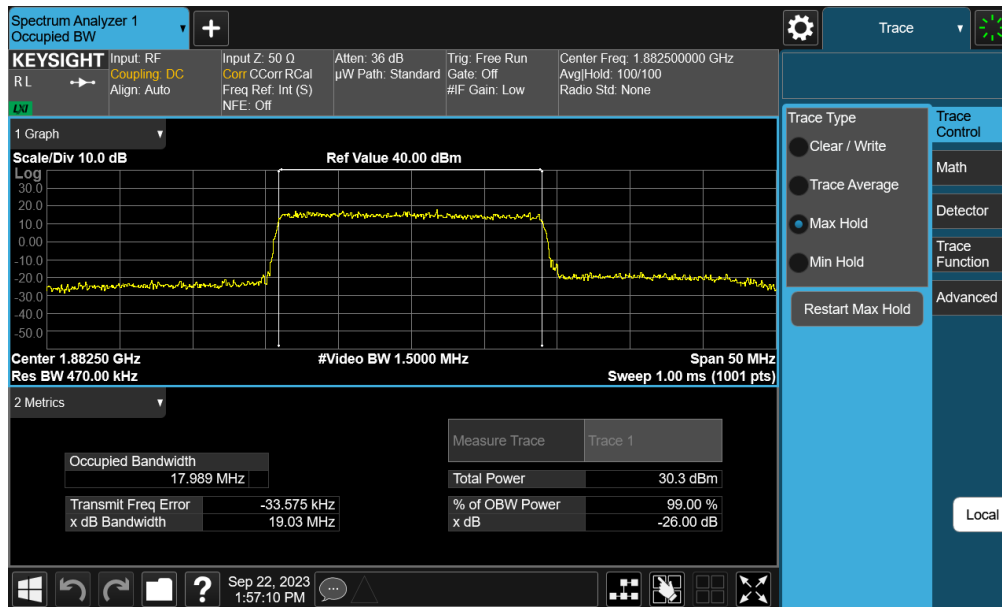 Spectrum Analyzer 1
Occupied BW
Trace
KEYSIGHT
RL
LXI
Input: RF
Coupling: DC
Align: Auto
Input Z: 50 Ω
Corr CCorr RCal
Freq Ref: Int (S)
NFE: Off
Atten: 36 dB
µW Path: Standard
Trig: Free Run
Gate: Off
#IF Gain: Low
Center Freq: 1.882500000 GHz
Avg|Hold: 100/100
Radio Std: None
1 Graph
Scale/Div 10.0 dB
Ref Value 40.00 dBm
Log
30.0
20.0
10.0
0.00
-10.0
-20.0
-30.0
-40.0
-50.0
Center 1.88250 GHz
#Video BW 1.5000 MHz
Span 50 MHz
Res BW 470.00 kHz
Sweep 1.00 ms (1001 pts)
2 Metrics
Measure Trace
Trace 1
Occupied Bandwidth
17.989 MHz
Total Power
30.3 dBm
Transmit Freq Error
-33.575 kHz
% of OBW Power
99.00 %
x dB Bandwidth
19.03 MHz
x dB
-26.00 dB
Trace Type
Clear / Write
Trace Average
Max Hold
Min Hold
Restart Max Hold
Trace
Control
Math
Detector
Trace
Function
Advanced
Local
?
Sep 22, 2023
1:57:10 PM